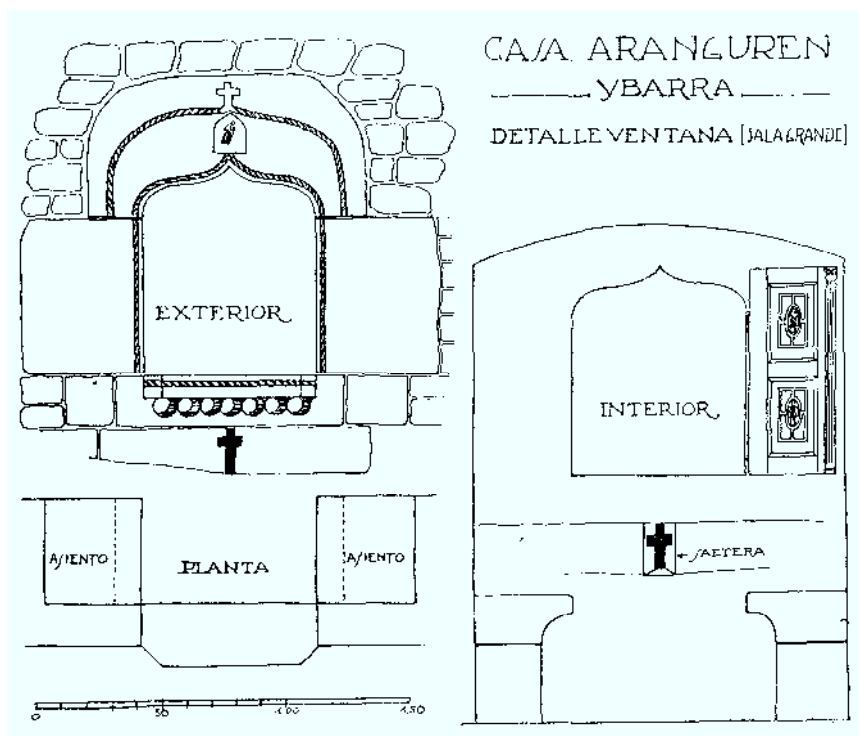 CASA ARANGUREN
YBARRA
DETALLE VENTANA [SALA GRANDE]
EXTERIOR
INTERIOR
SAETERA
ASIENTO PLANTA ASIENTO
0 50 1.00 1.50